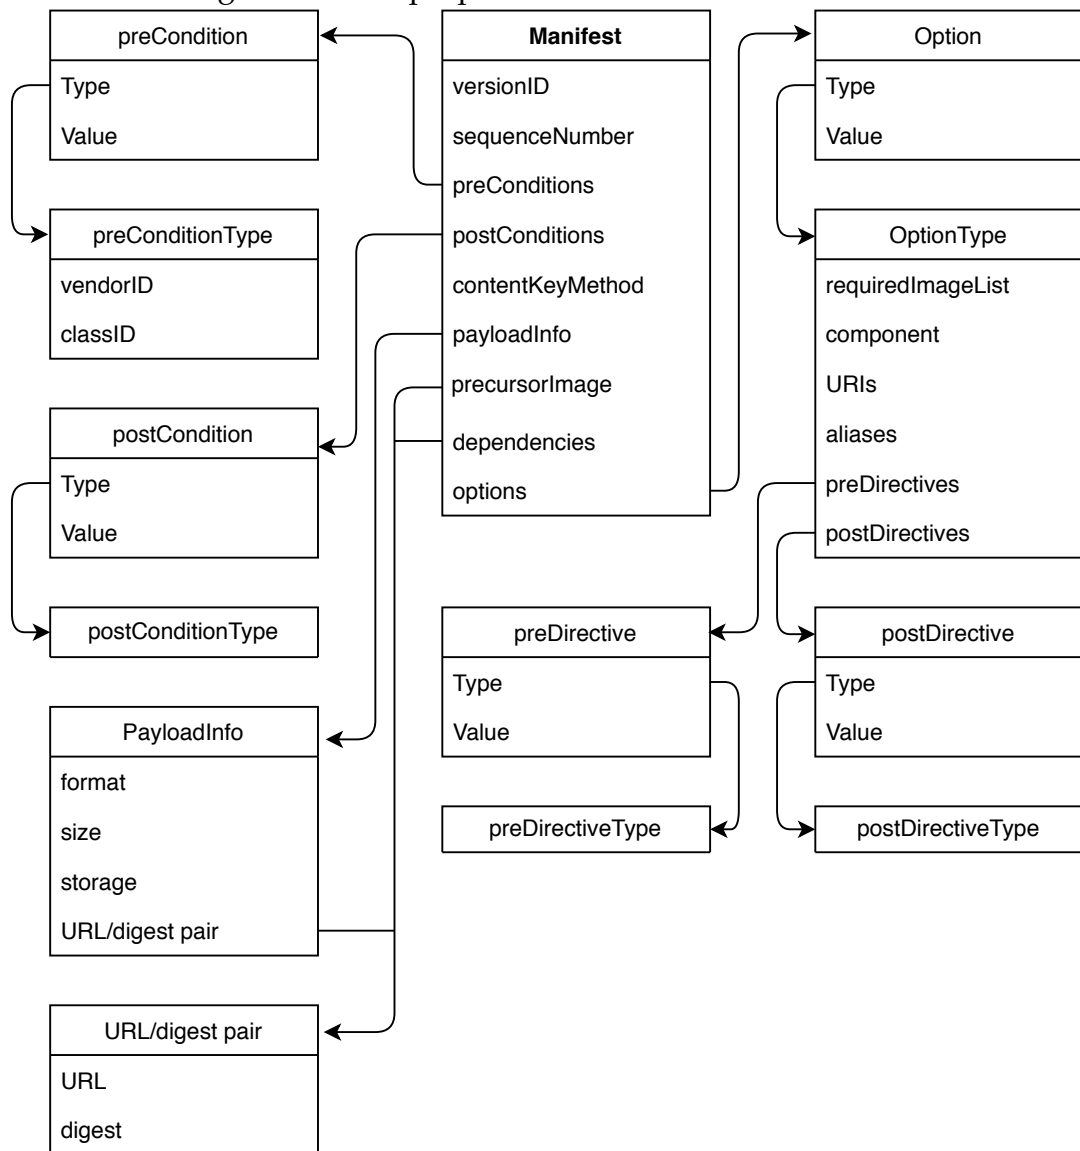 preCondition
Type
Value
preConditionType
vendorID
classID
postCondition
Type
Value
postConditionType
PayloadInfo
format
size
storage
URL/digest pair
URL/digest pair
URL
digest
Manifest
versionID
sequenceNumber
preConditions
postConditions
contentKeyMethod
payloadInfo
precursorImage
dependencies
options
preDirective
Type
Value
preDirectiveType
Option
Type
Value
OptionType
requiredImageList
component
URIs
aliases
preDirectives
postDirectives
postDirective
Type
Value
postDirectiveType